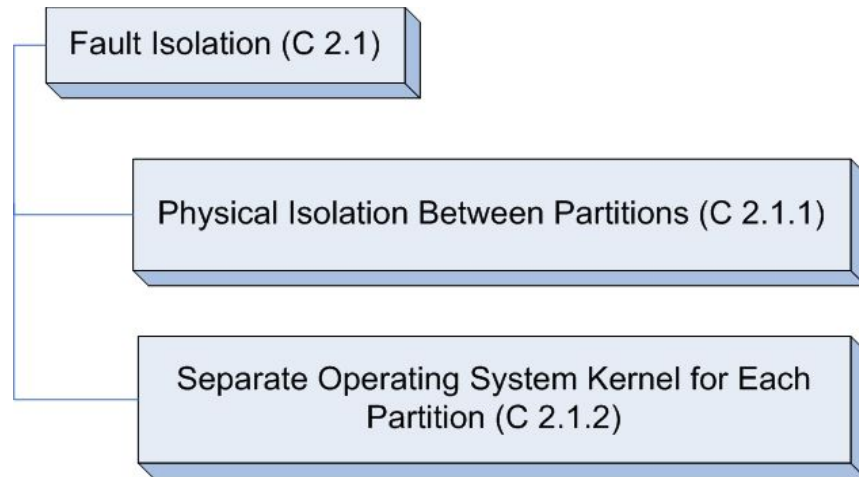 Fault Isolation (C 2.1)
Physical Isolation Between Partitions (C 2.1.1)
Separate Operating System Kernel for Each
Partition (C 2.1.2)